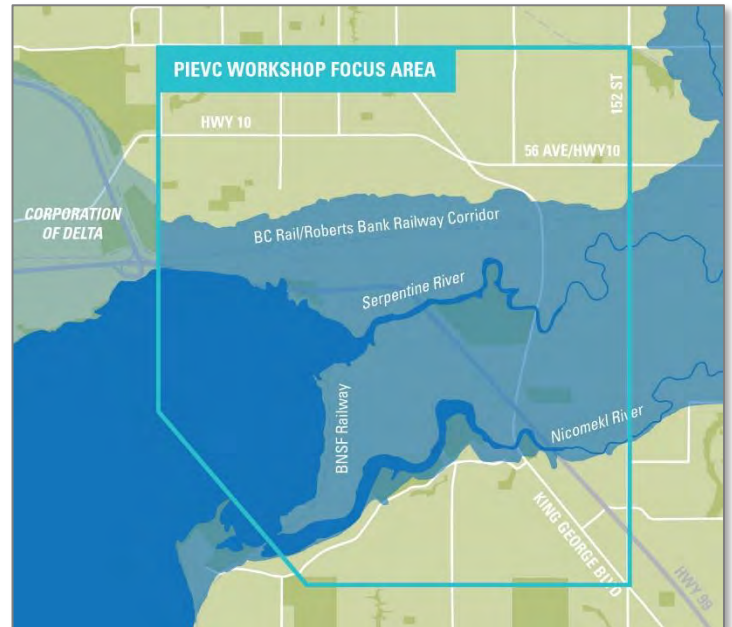 PIEVC WORKSHOP FOCUS AREA
152 ST
HWY 10
56 AVE/HWY10
CORPORATION
OF DELTA
BC Rail/Roberts Bank Railway Corridor
Serpentine River
BNSF Railway
Nicomekl River
KING GEORGE BLVD
HWY 99